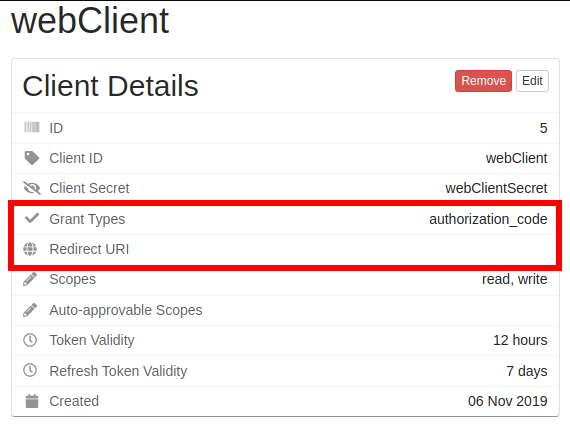 webClient
Client Details
Remove
Edit
ID 5
Client ID webClient
Client Secret webClientSecret
Grant Types authorization_code
Redirect URI
Scopes read, write
Auto-approvable Scopes
Token Validity 12 hours
Refresh Token Validity 7 days
Created 06 Nov 2019